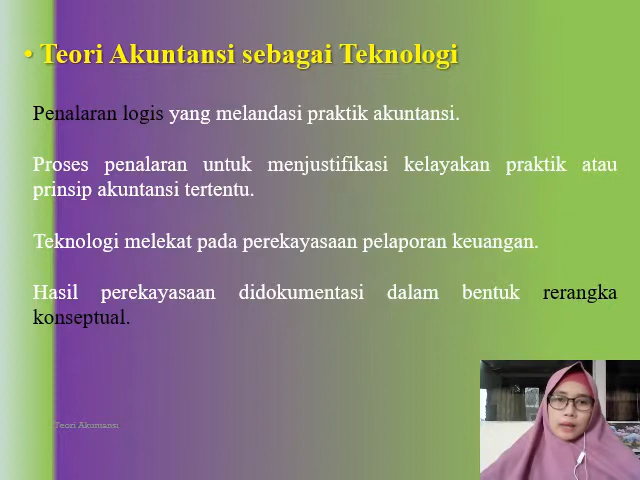 • Teori Akuntansi sebagai Teknologi
Penalaran logis yang melandasi praktik akuntansi.
Proses penalaran untuk menjustifikasi kelayakan praktik atau
prinsip akuntansi tertentu.
Teknologi melekat pada perekayasaan pelaporan keuangan.
Hasil perekayasaan didokumentasi dalam bentuk rerangka
konseptual.
Teori Akuntansi